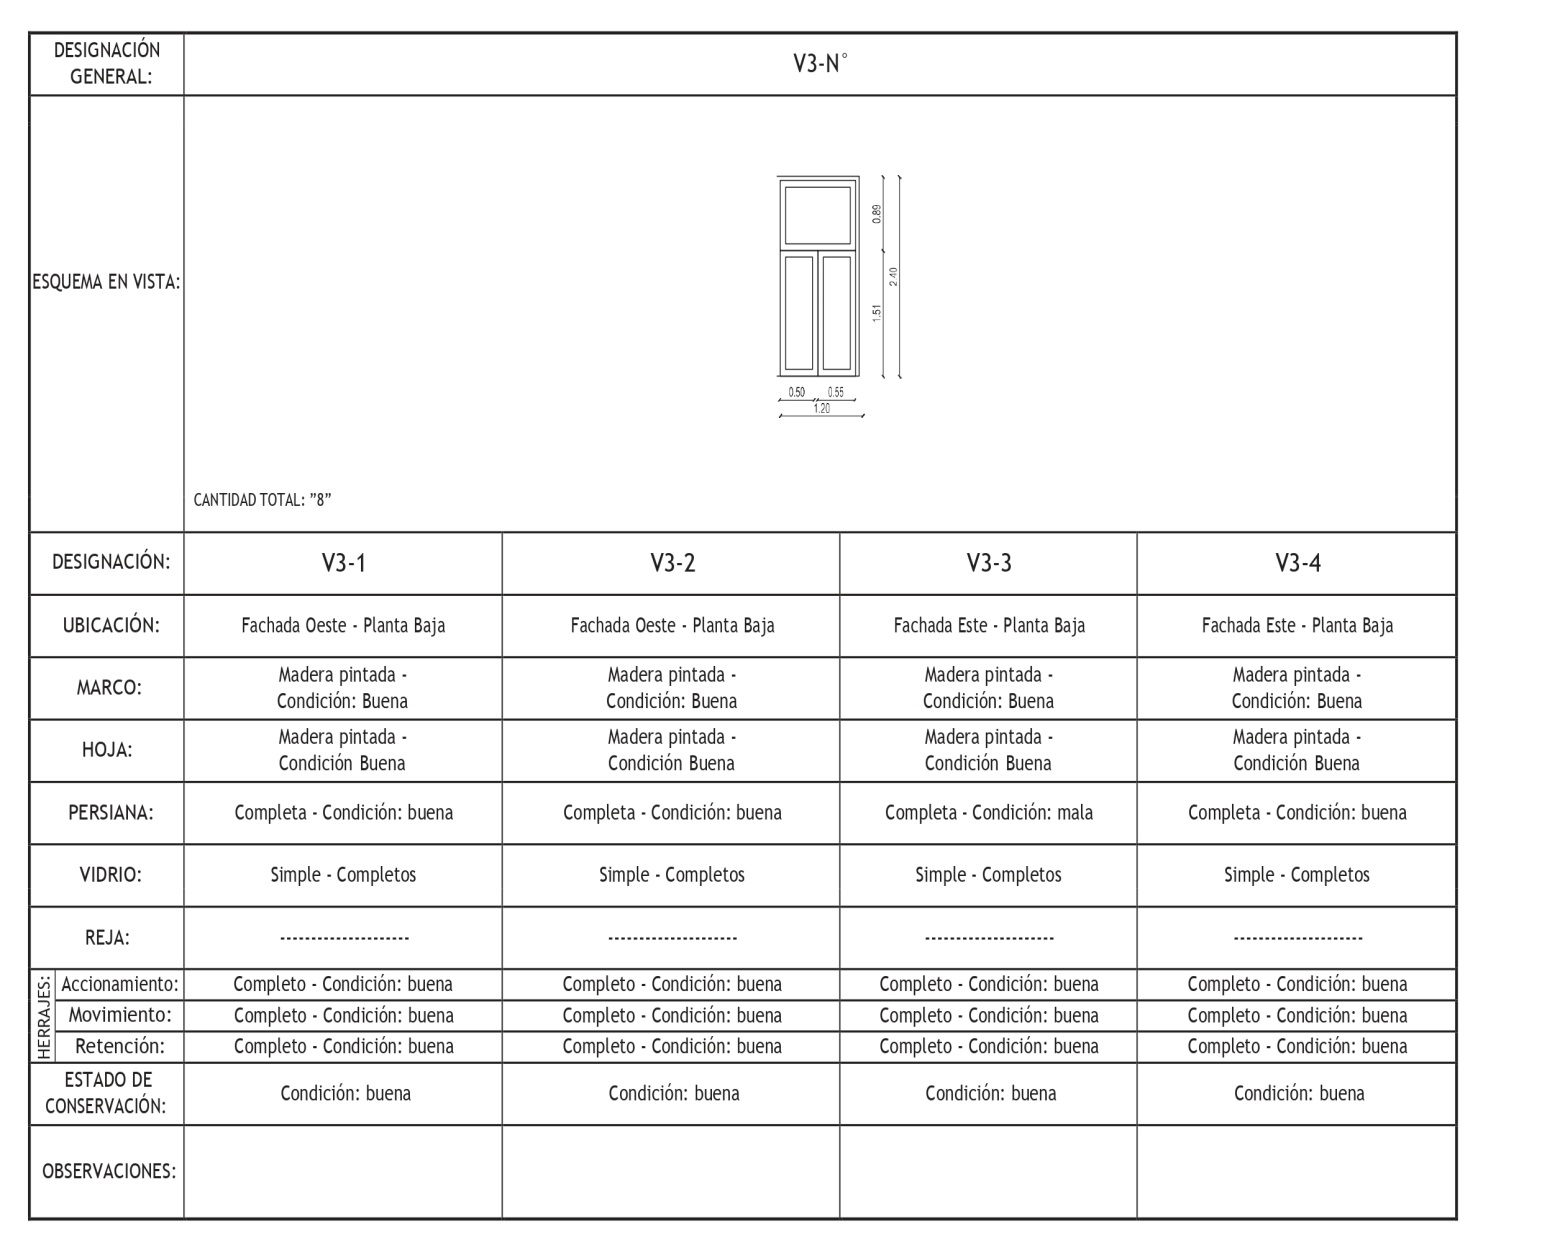 DESIGNACIÓN
GENERAL:
V3-N°
ESQUEMA EN VISTA:
0.89
2.40
1.51
0.50 0.55
1.20
CANTIDAD TOTAL: ”8”
DESIGNACIÓN: V3-1 V3-2 V3-3 V3-4
UBICACIÓN: Fachada Oeste - Planta Baja Fachada Oeste - Planta Baja Fachada Este - Planta Baja Fachada Este - Planta Baja
MARCO:
Madera pintada -
Condición: Buena
Madera pintada -
Condición: Buena
Madera pintada -
Condición: Buena
Madera pintada -
Condición: Buena
HOJA:
Madera pintada -
Condición Buena
Madera pintada -
Condición Buena
Madera pintada -
Condición Buena
Madera pintada -
Condición Buena
PERSIANA: Completa - Condición: buena Completa - Condición: buena Completa - Condición: mala Completa - Condición: buena
VIDRIO: Simple - Completos Simple - Completos Simple - Completos Simple - Completos
REJA: --------------------- --------------------- --------------------- ---------------------
HERRAJES:
Accionamiento: Completo - Condición: buena Completo - Condición: buena Completo - Condición: buena Completo - Condición: buena
Movimiento: Completo - Condición: buena Completo - Condición: buena Completo - Condición: buena Completo - Condición: buena
Retención: Completo - Condición: buena Completo - Condición: buena Completo - Condición: buena Completo - Condición: buena
ESTADO DE
CONSERVACIÓN:
Condición: buena Condición: buena Condición: buena Condición: buena
OBSERVACIONES: